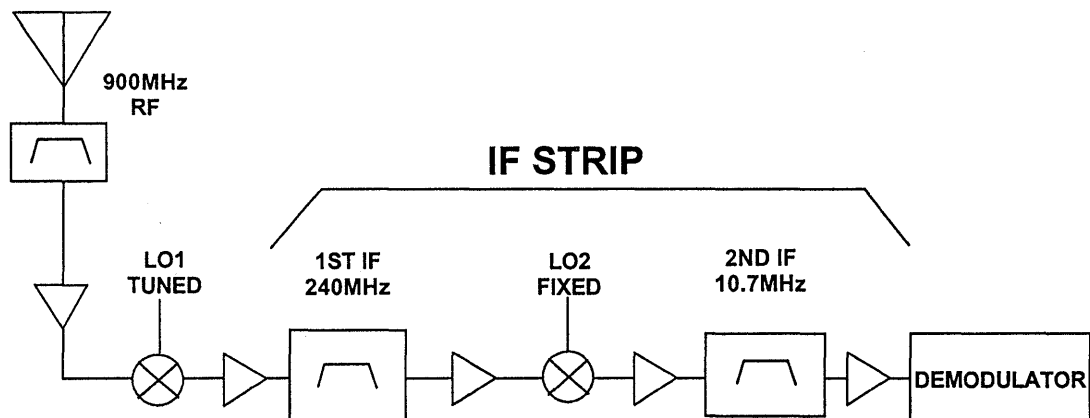 900MHz
RF
IF STRIP
LO1
TUNED
1ST IF
240MHz
LO2
FIXED
2ND IF
10.7MHz
DEMODULATOR